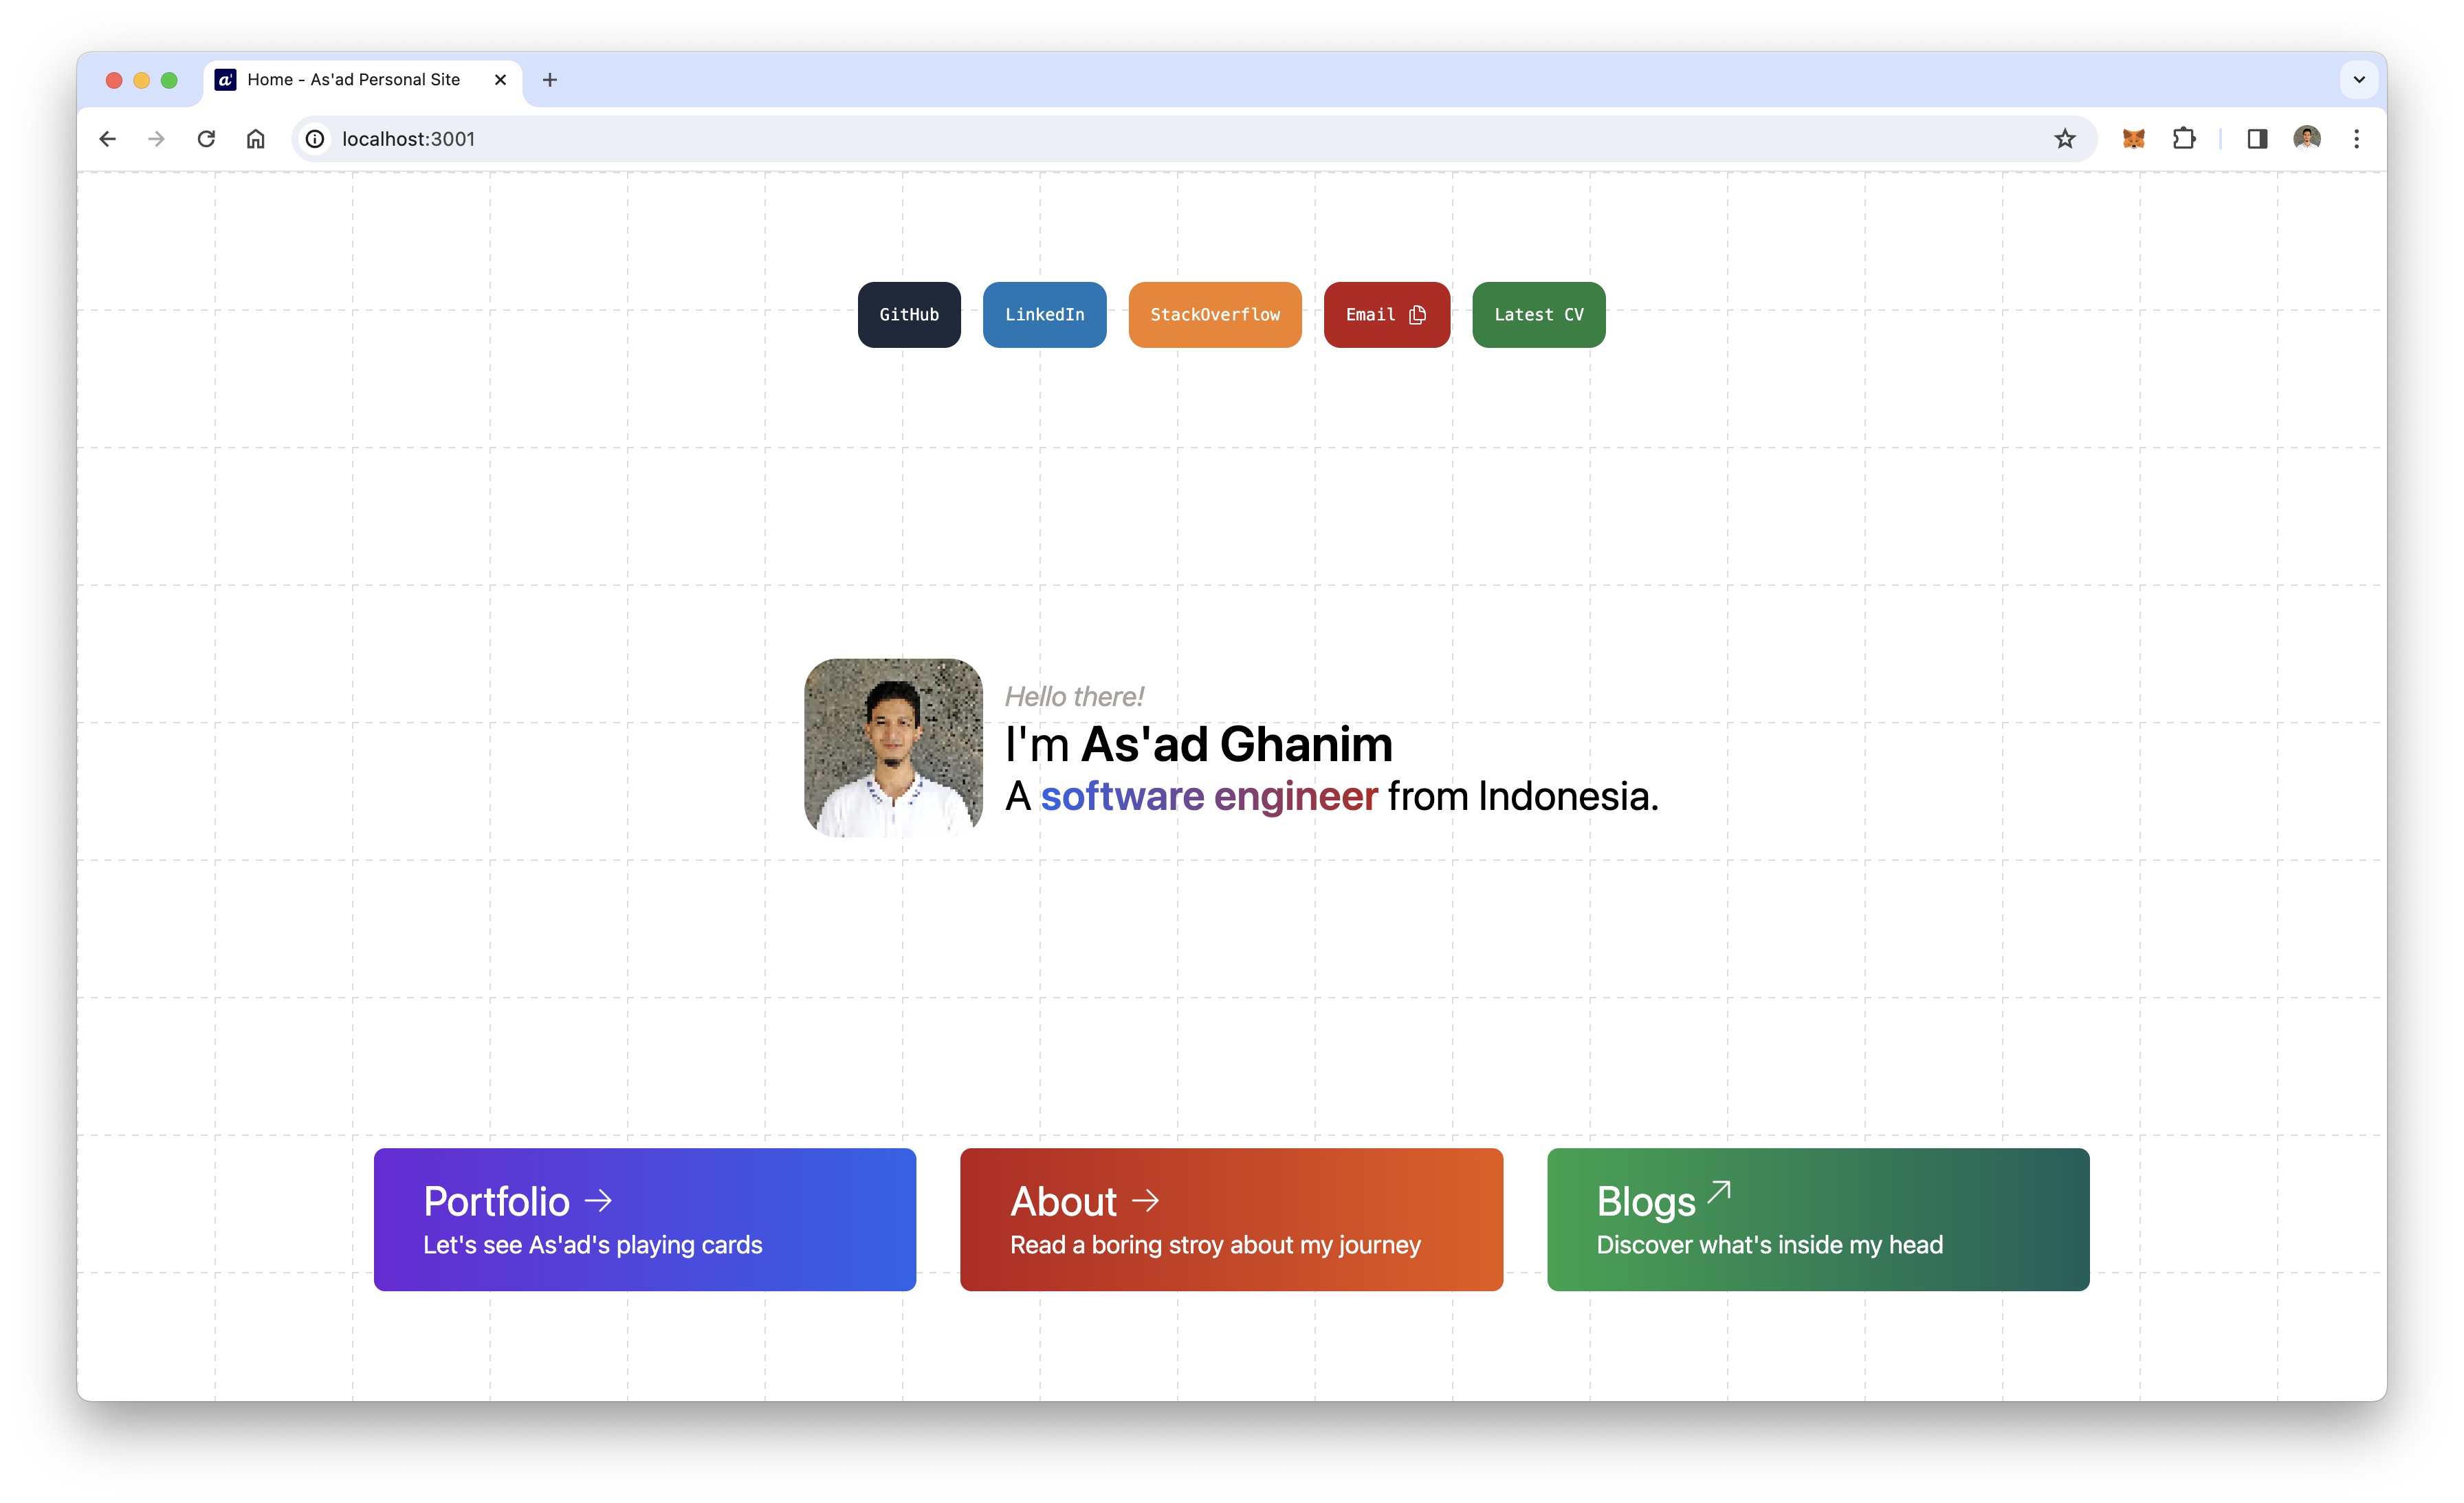 a'
Home - As'ad Personal Site
localhost:3001
GitHub
LinkedIn
StackOverflow
Email
Latest CV
Hello there!
I'm As'ad Ghanim
A software engineer from Indonesia.
Portfolio →
Let's see As'ad's playing cards
About →
Read a boring stroy about my journey
Blogs ↗
Discover what's inside my head